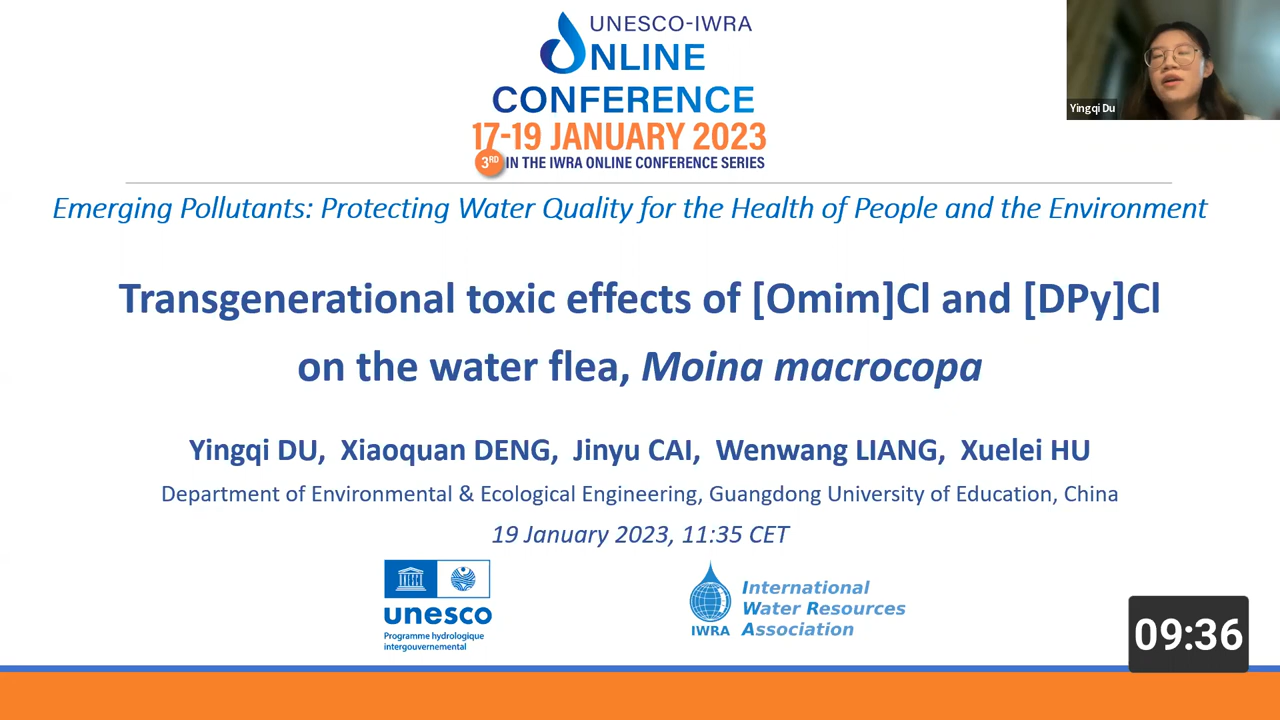 UNESCO-IWRA
ONLINE
CONFERENCE
17-19 JANUARY 2023
3RD IN THE IWRA ONLINE CONFERENCE SERIES
Yingqi Du
Emerging Pollutants: Protecting Water Quality for the Health of People and the Environment
Transgenerational toxic effects of [Omim]Cl and [DPy]Cl
on the water flea, Moina macrocopa
Yingqi DU, Xiaoquan DENG, Jinyu CAI, Wenwang LIANG, Xuelei HU
Department of Environmental & Ecological Engineering, Guangdong University of Education, China
19 January 2023, 11:35 CET
unesco
Programme hydrologique
intergouvernemental
IWRA
International
Water Resources
Association
09:36